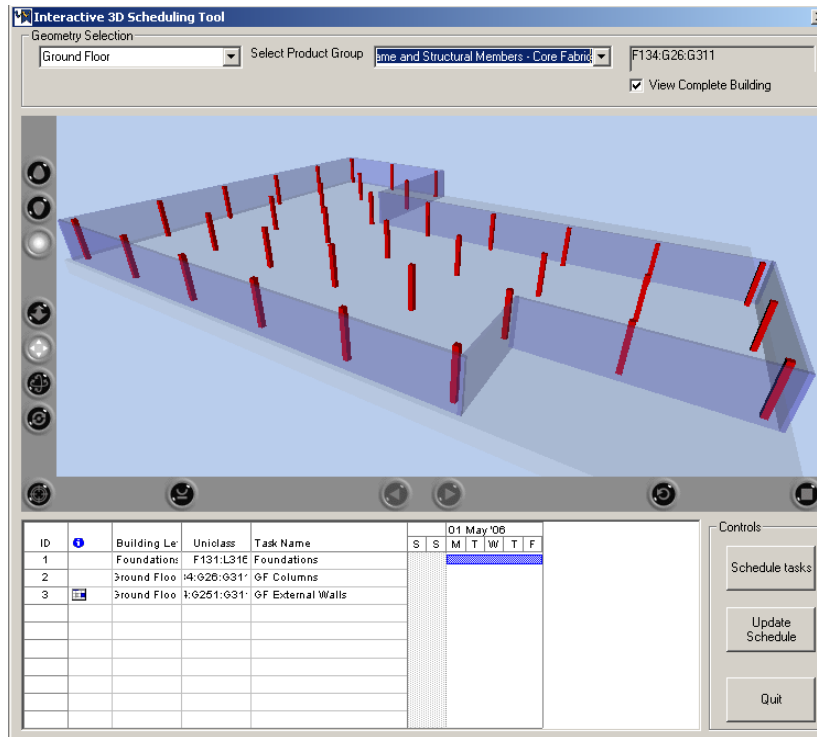 Interactive 3D Scheduling Tool
Geometry Selection
Ground Floor
Select Product Group
ame and Structural Members - Core Fabric
F134:G26:G311
View Complete Building
ID Building Le Uniclass Task Name
01 May '06
S S M T W T F
1 Foundations F131:L316 Foundations
2 Ground Floo 4:G26:G31 GF Columns
3 Ground Floo :G251:G31 GF External Walls
Controls
Schedule tasks
Update
Schedule
Quit